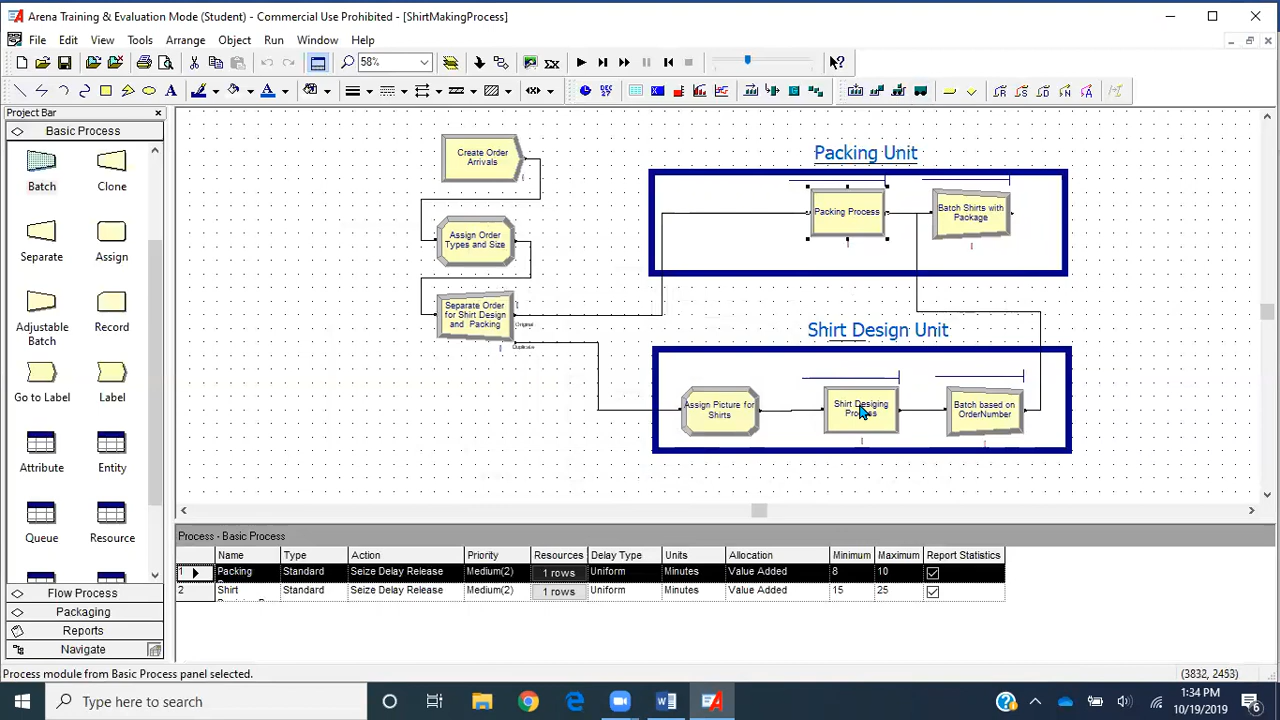 Arena Training & Evaluation Mode (Student) - Commercial Use Prohibited - [ShirtMakingProcess]
File Edit View Tools Arrange Object Run Window Help
58%
Project Bar
Basic Process
Batch Clone
Separate Assign
Adjustable Batch
Record
Go to Label Label
Attribute Entity
Queue Resource
Flow Process
Packaging
Reports
Navigate
Create Order
Arrivals
Assign Order
Types and Size
Separate Order
for Shirt Design
and Packing
Original
Duplicate
Packing Unit
Packing Process
Batch Shirts with
Package
Shirt Design Unit
Assign Picture for
Shirts
Shirt Desiging
Process
Batch based on
OrderNumber
Process - Basic Process
Name Type Action Priority Resources Delay Type Units Allocation Minimum Maximum Report Statistics
1 Packing Standard Seize Delay Release Medium(2) 1 rows Uniform Minutes Value Added 8 10
2 Shirt Standard Seize Delay Release Medium(2) 1 rows Uniform Minutes Value Added 15 25
Process module from Basic Process panel selected.
(3832, 2453)
Type here to search
1:34 PM
10/19/2019
6